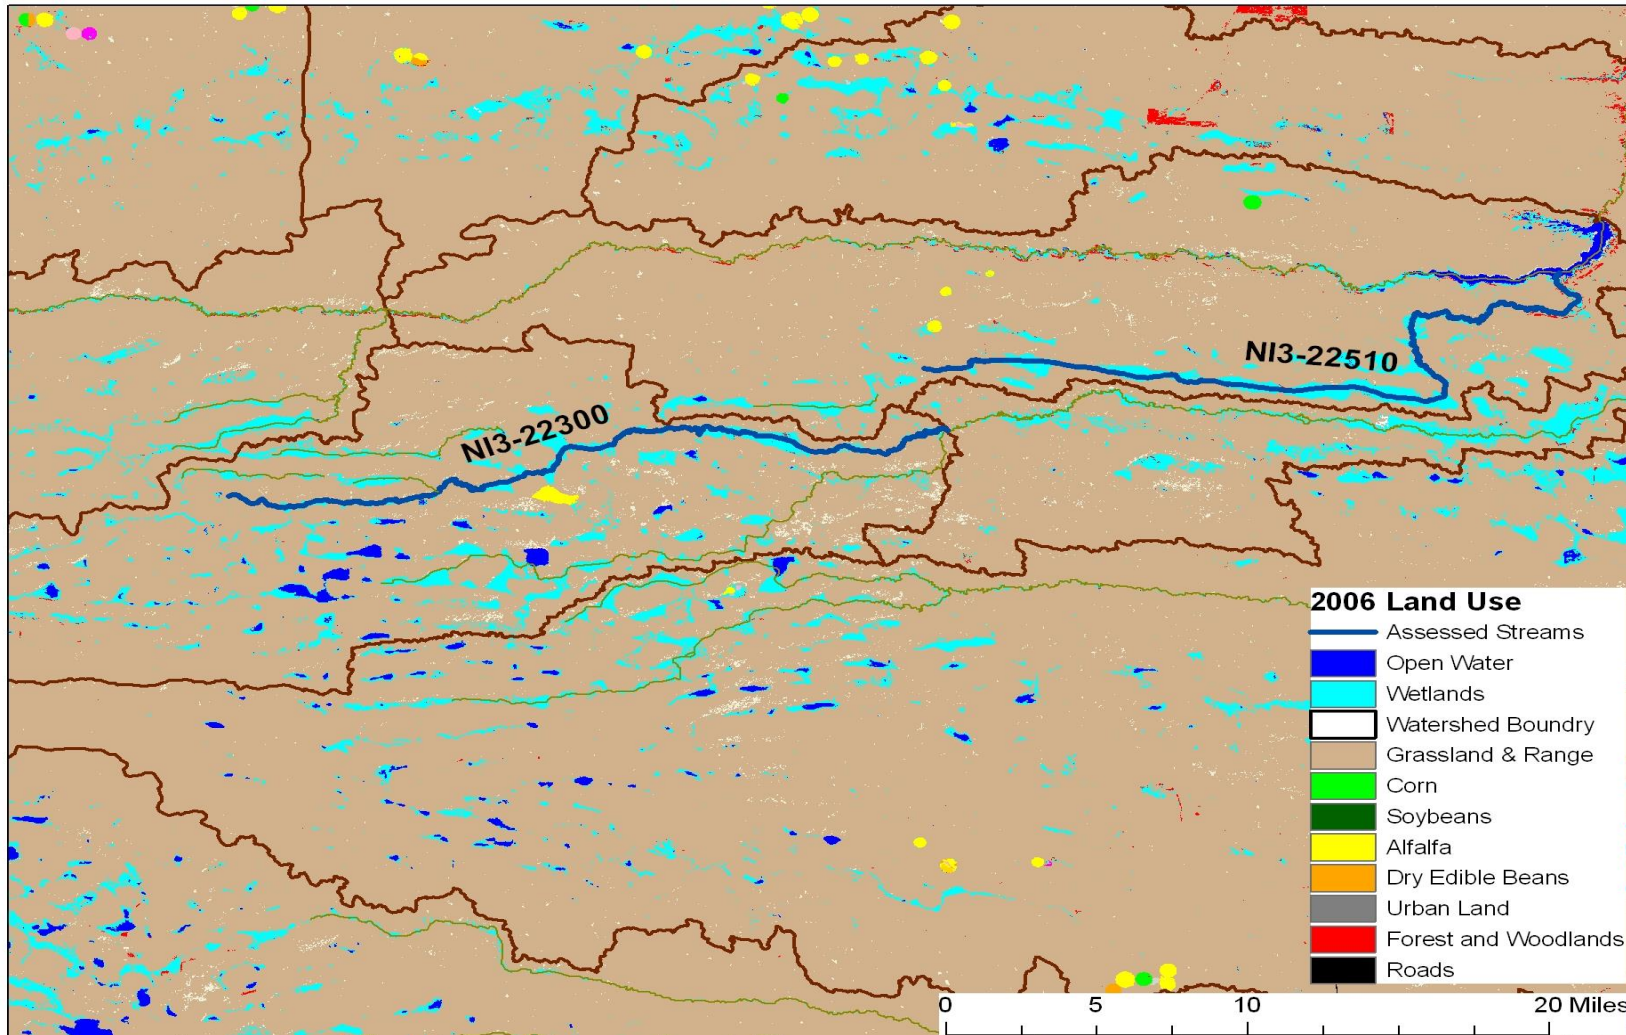 NI3-22510
NI3-22300
2006 Land Use
Assessed Streams
Open Water
Wetlands
Watershed Boundry
Grassland & Range
Corn
Soybeans
Alfalfa
Dry Edible Beans
Urban Land
Forest and Woodlands
Roads
0 5 10 20 Miles